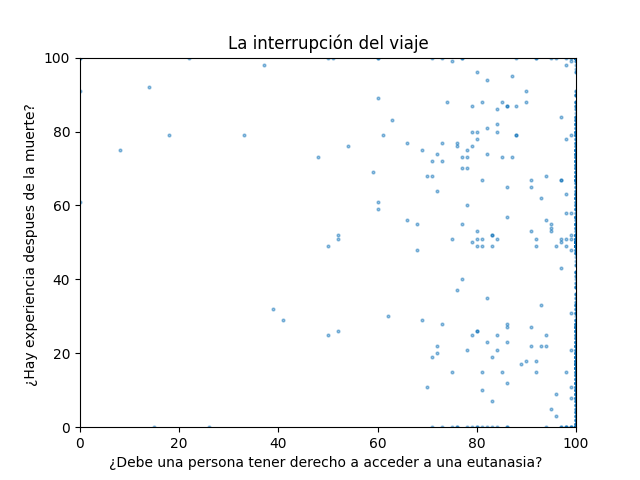 La interrupción del viaje
100
80
60
40
20
0
¿Hay experiencia despues de la muerte?
0 20 40 60 80 100
¿Debe una persona tener derecho a acceder a una eutanasia?